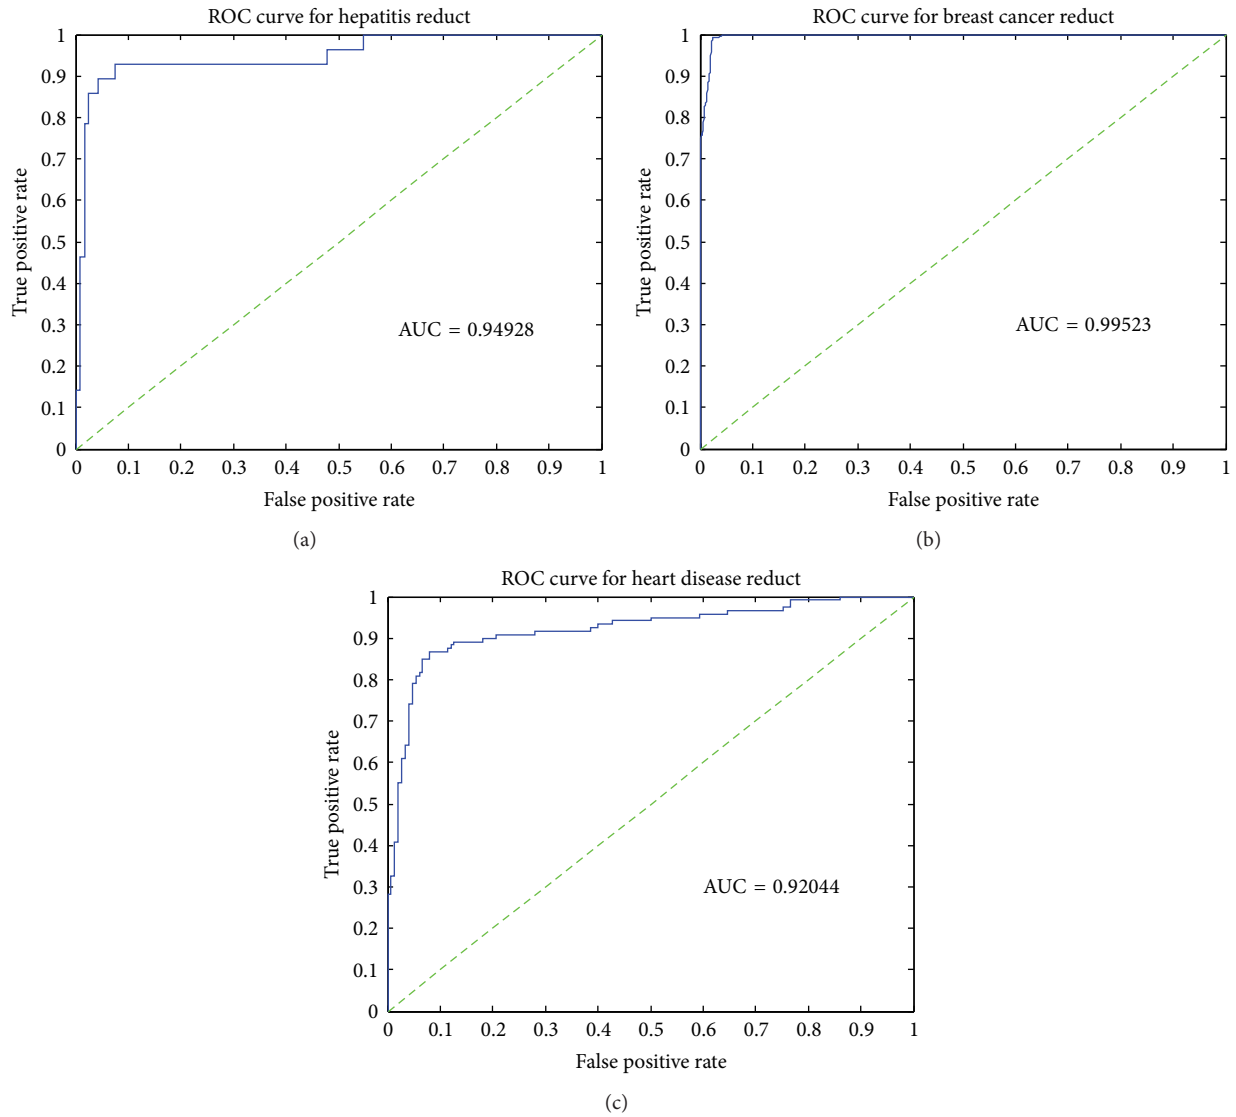 ROC curve for hepatitis reduct
1
0.9
0.8
0.7
0.6
0.5
0.4
0.3
0.2
0.1
0
True positive rate
AUC = 0.94928
0 0.1 0.2 0.3 0.4 0.5 0.6 0.7 0.8 0.9 1
False positive rate
(a)
ROC curve for breast cancer reduct
1
0.9
0.8
0.7
0.6
0.5
0.4
0.3
0.2
0.1
0
True positive rate
AUC = 0.99523
0 0.1 0.2 0.3 0.4 0.5 0.6 0.7 0.8 0.9 1
False positive rate
(b)
ROC curve for heart disease reduct
1
0.9
0.8
0.7
0.6
0.5
0.4
0.3
0.2
0.1
0
True positive rate
AUC = 0.92044
0 0.1 0.2 0.3 0.4 0.5 0.6 0.7 0.8 0.9 1
False positive rate
(c)